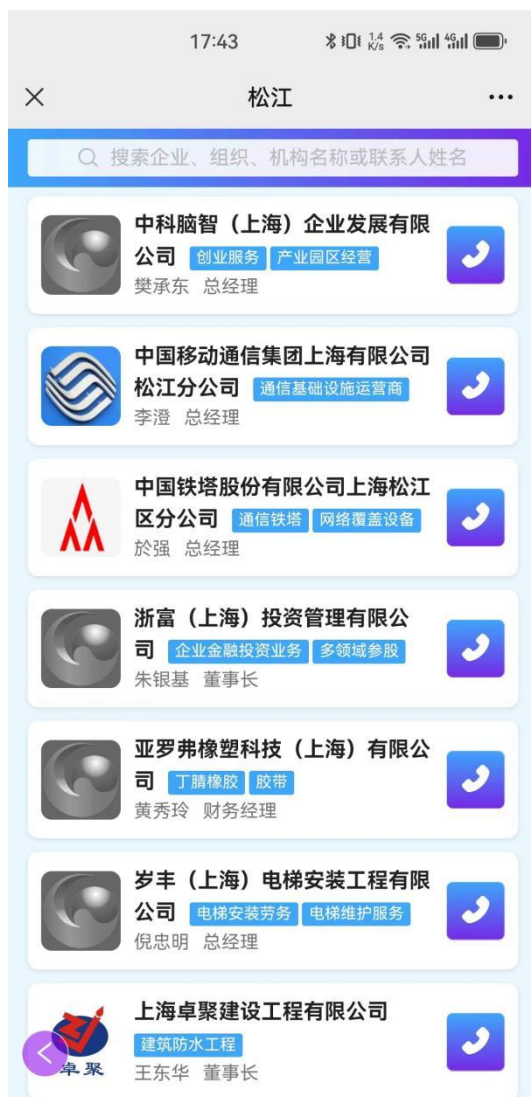 17:43
1.4 K/s 5G 4G
松江
搜索企业、组织、机构名称或联系人姓名
中科脑智（上海）企业发展有限
公司 创业服务 产业园区经营
樊承东 总经理
中国移动通信集团上海有限公司
松江分公司 通信基础设施运营商
李澄 总经理
中国铁塔股份有限公司上海松江
区分公司 通信铁塔 网络覆盖设备
於强 总经理
浙富（上海）投资管理有限公
司 企业金融投资业务 多领域参股
朱银基 董事长
亚罗弗橡塑科技（上海）有限公
司 丁腈橡胶 胶带
黄秀玲 财务经理
岁丰（上海）电梯安装工程有限
公司 电梯安装劳务 电梯维护服务
倪忠明 总经理
上海卓聚建设工程有限公司
建筑防水工程
卓聚
王东华 董事长